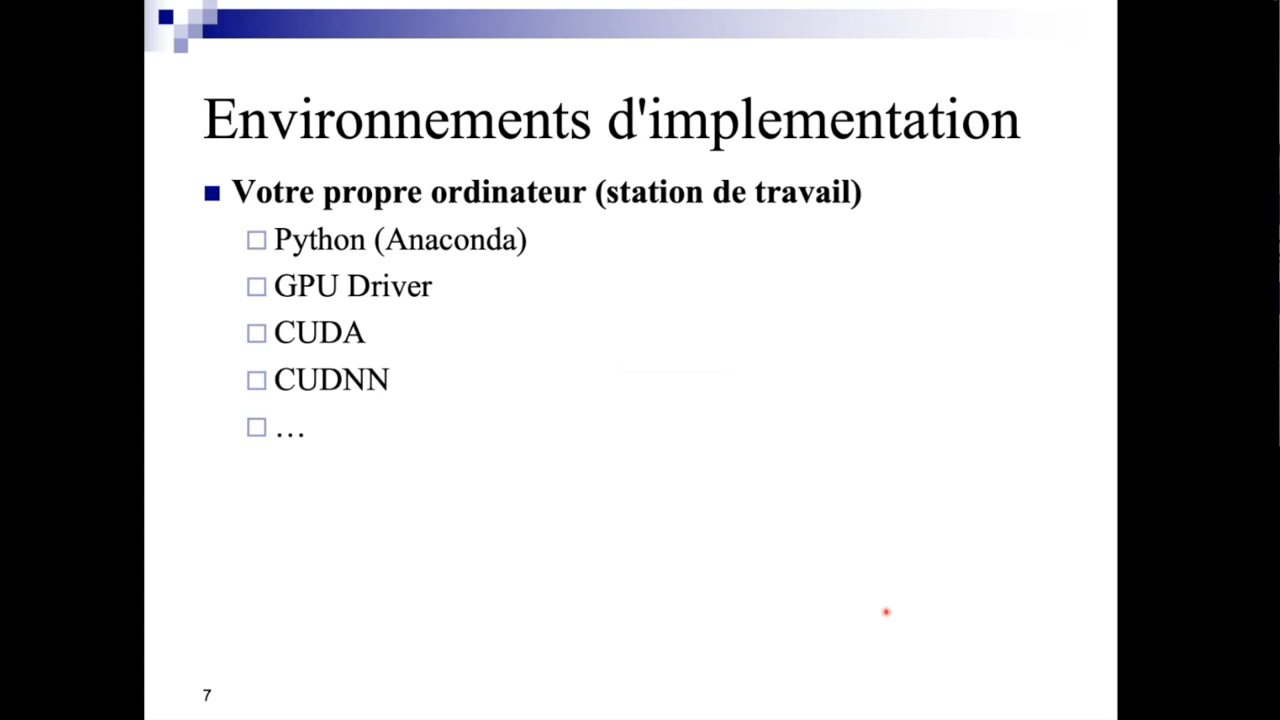 Environnements d'implementation
Votre propre ordinateur (station de travail)
Python (Anaconda)
GPU Driver
CUDA
CUDNN
…
7